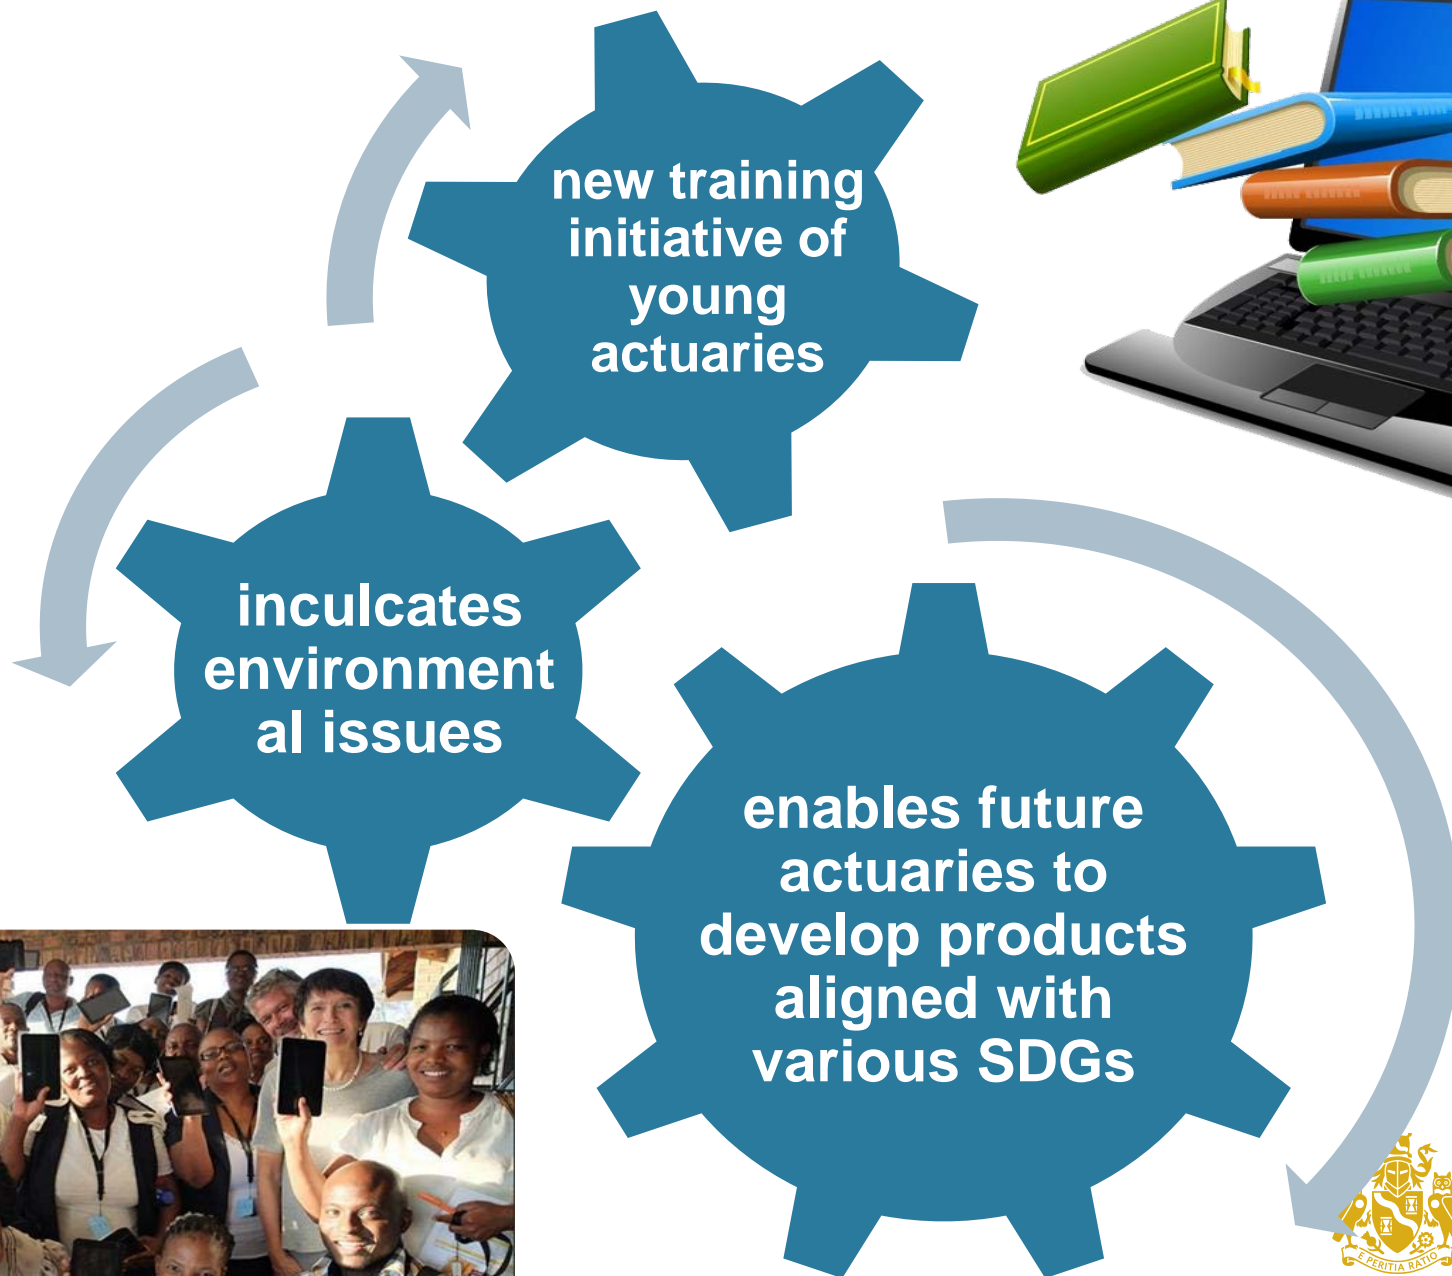 new training
initiative of
young
actuaries
inculcates
environment
al issues
enables future
actuaries to
develop products
aligned with
various SDGs
E PERITIA RATIO